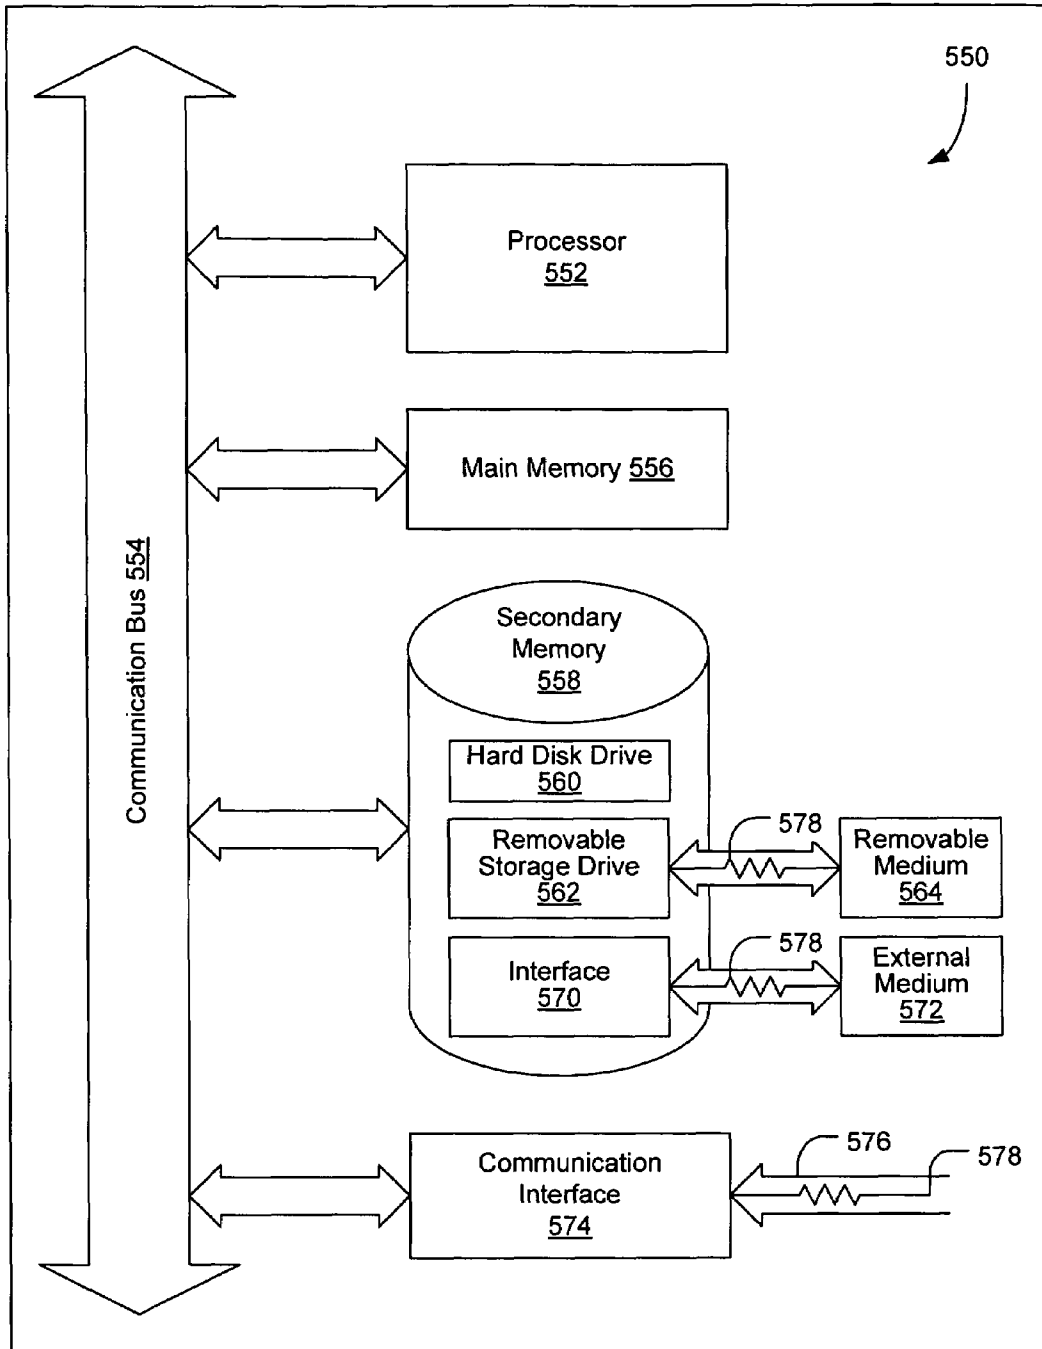 550
Processor
552
Main Memory 556
Communication Bus 554
Secondary
Memory
558
Hard Disk Drive
560
Removable
Storage Drive
562
578
Removable
Medium
564
Interface
570
578
External
Medium
572
Communication
Interface
574
576
578